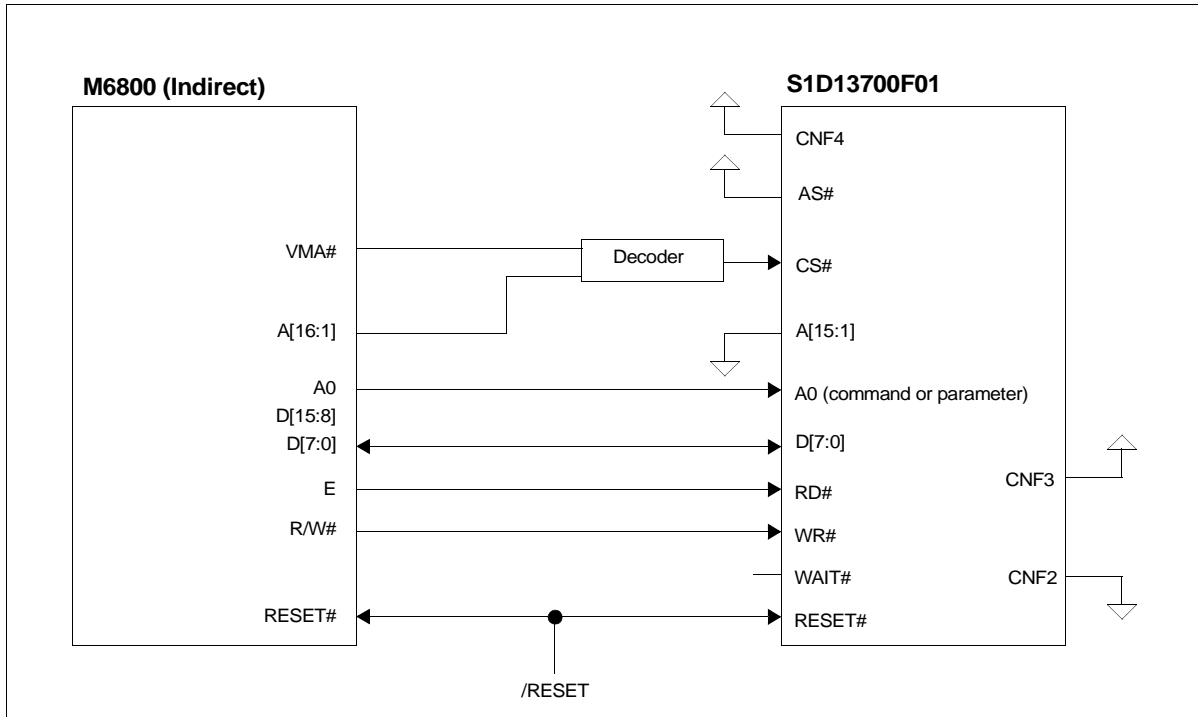 M6800 (Indirect)
S1D13700F01
CNF4
AS#
VMA#
Decoder
CS#
A[16:1]
A[15:1]
A0
A0 (command or parameter)
D[15:8]
D[7:0]
D[7:0]
CNF3
E
RD#
R/W#
WR#
WAIT#
CNF2
RESET#
RESET#
/RESET